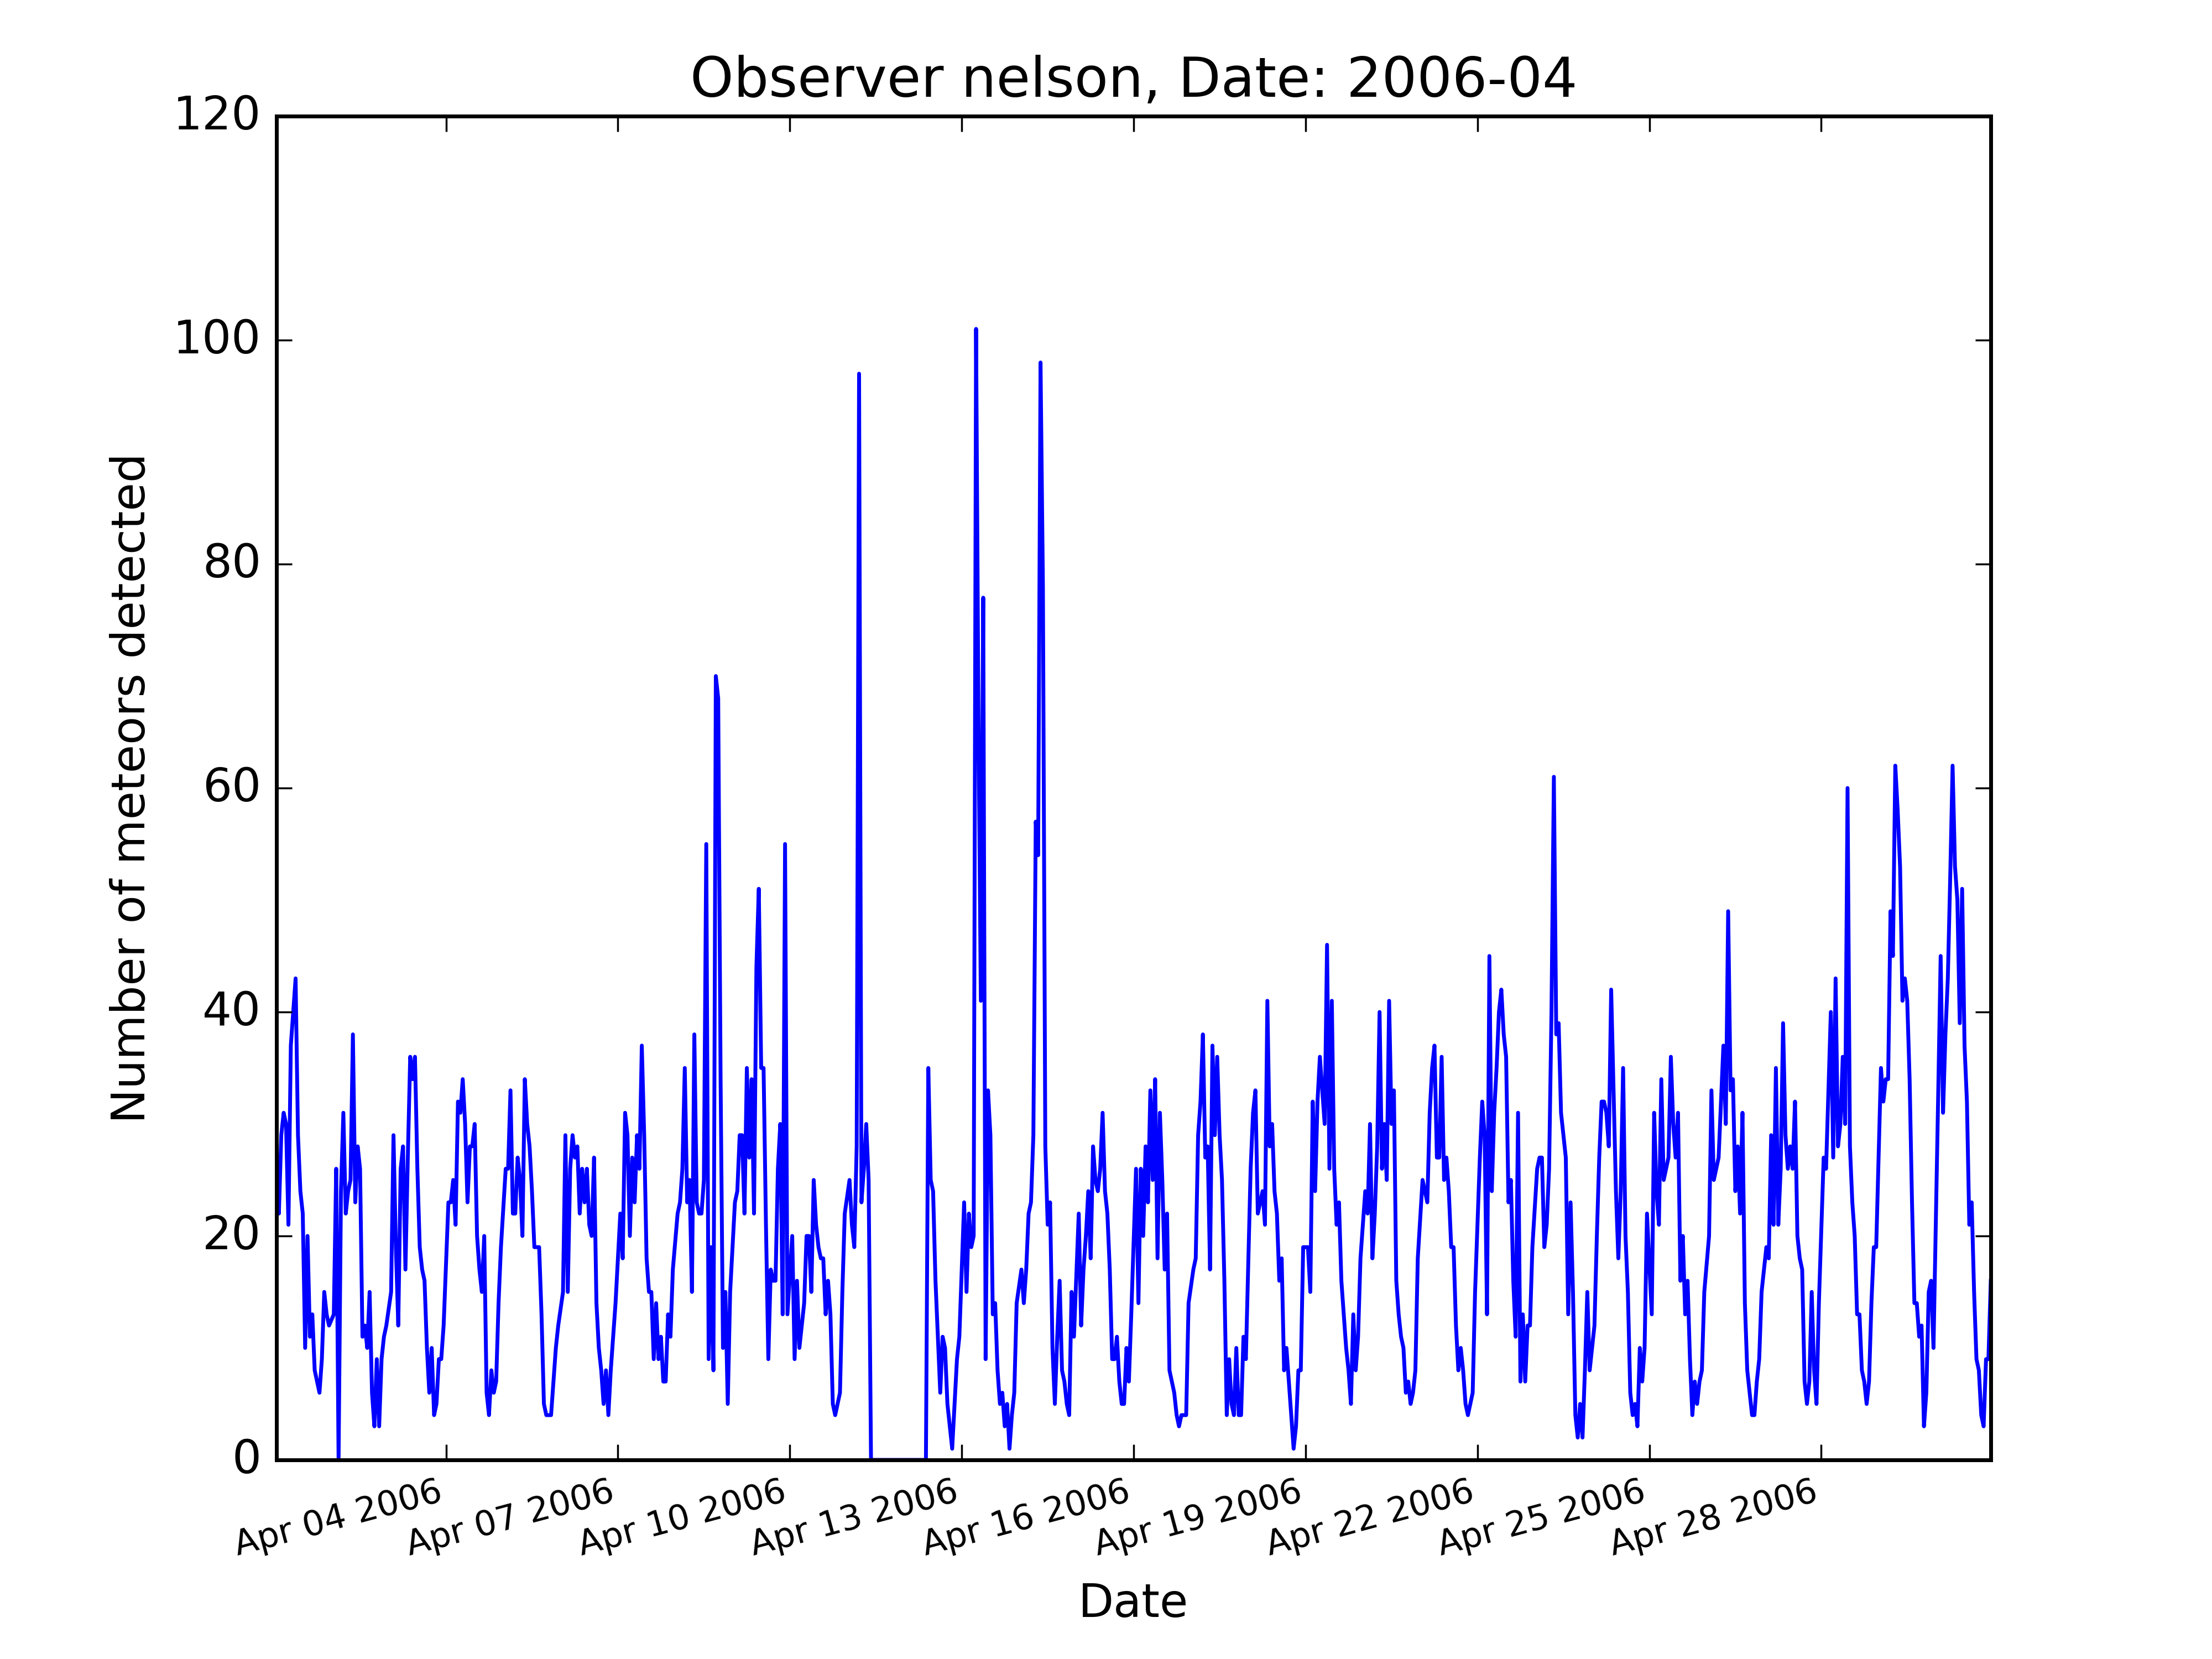 Observer nelson, Date: 2006-04
120
100
80
60
40
20
0
Number of meteors detected
Apr 04 2006
Apr 07 2006
Apr 10 2006
Apr 13 2006
Apr 16 2006
Apr 19 2006
Apr 22 2006
Apr 25 2006
Apr 28 2006
Date